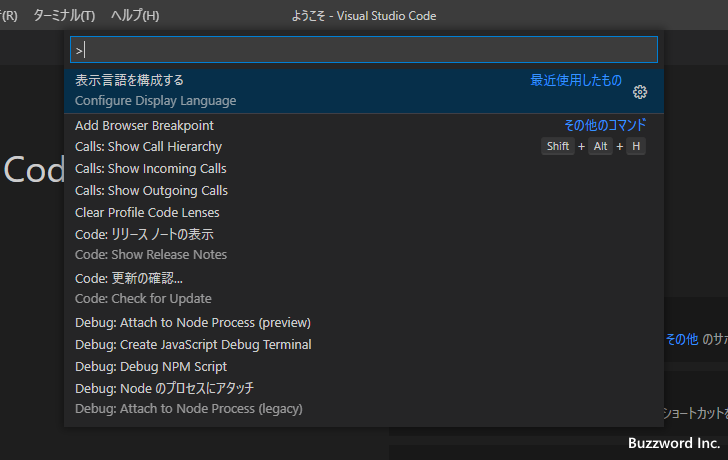 (R) ターミナル(T) ヘルプ(H) ようこそ - Visual Studio Code
>
表示言語を構成する 最近使用したもの
Configure Display Language
Add Browser Breakpoint その他のコマンド
Calls: Show Call Hierarchy Shift + Alt + H
Calls: Show Incoming Calls
Calls: Show Outgoing Calls
Clear Profile Code Lenses
Code: リリース ノートの表示
Code: Show Release Notes
Code: 更新の確認...
Code: Check for Update
Debug: Attach to Node Process (preview)
Debug: Create JavaScript Debug Terminal
Debug: Debug NPM Script
Debug: Node のプロセスにアタッチ
Debug: Attach to Node Process (legacy)
Cod
その他 のサポ
ショートカットを
Buzzword Inc.